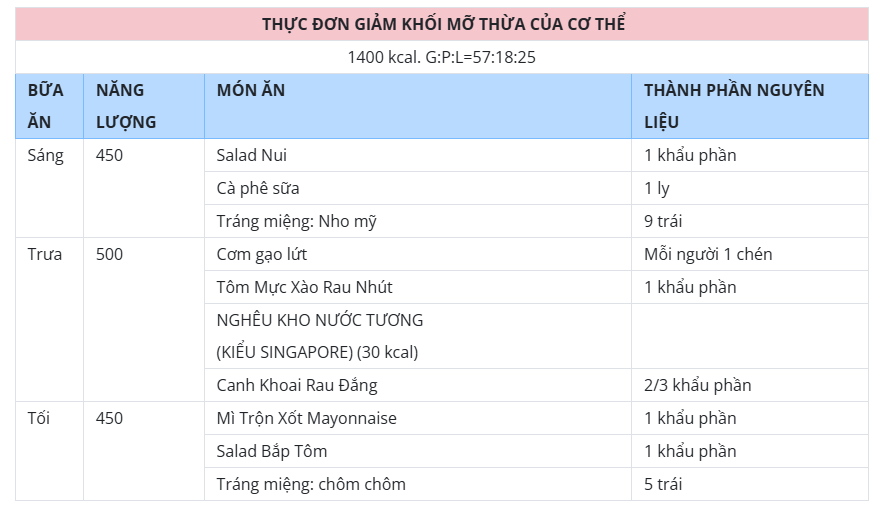 THỰC ĐƠN GIẢM KHỐI MỠ THỪA CỦA CƠ THỂ
1400 kcal. G:P:L=57:18:25
BỮA ĂN NĂNG LƯỢNG MÓN ĂN THÀNH PHẦN NGUYÊN LIỆU
Sáng 450 Salad Nui 1 khẩu phần
Cà phê sữa 1 ly
Tráng miệng: Nho mỹ 9 trái
Trưa 500 Cơm gạo lứt Mỗi người 1 chén
Tôm Mực Xào Rau Nhút 1 khẩu phần
NGHÊU KHO NƯỚC TƯƠNG
(KIỂU SINGAPORE) (30 kcal)
Canh Khoai Rau Đắng 2/3 khẩu phần
Tối 450 Mì Trộn Xốt Mayonnaise 1 khẩu phần
Salad Bắp Tôm 1 khẩu phần
Tráng miệng: chôm chôm 5 trái